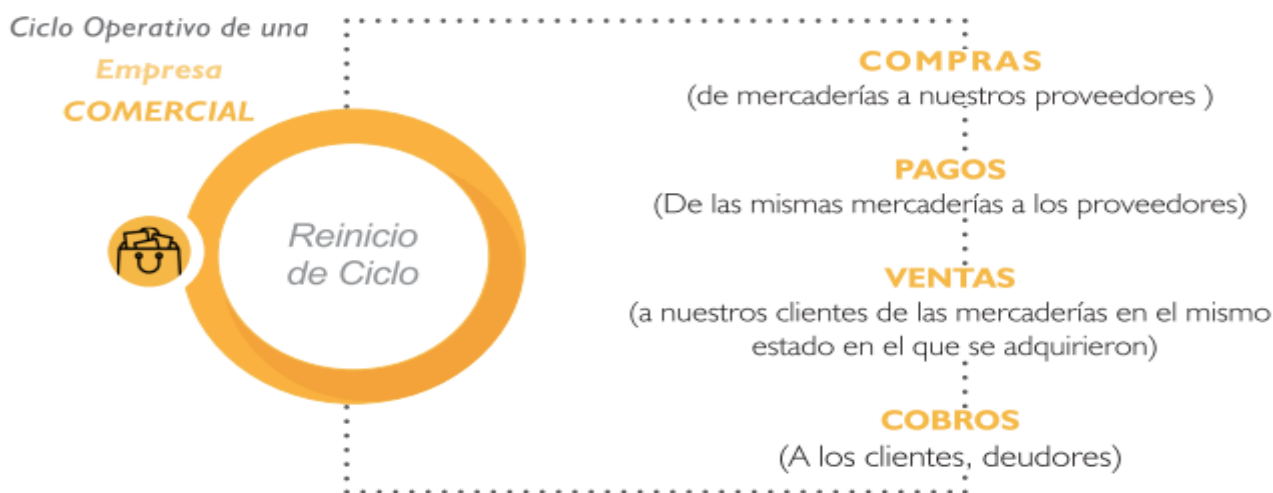 Ciclo Operativo de una
Empresa
COMERCIAL
Reinicio
de Ciclo
COMPRAS
(de mercaderías a nuestros proveedores )
PAGOS
(De las mismas mercaderías a los proveedores)
VENTAS
(a nuestros clientes de las mercaderías en el mismo
estado en el que se adquirieron)
COBROS
(A los clientes, deudores)